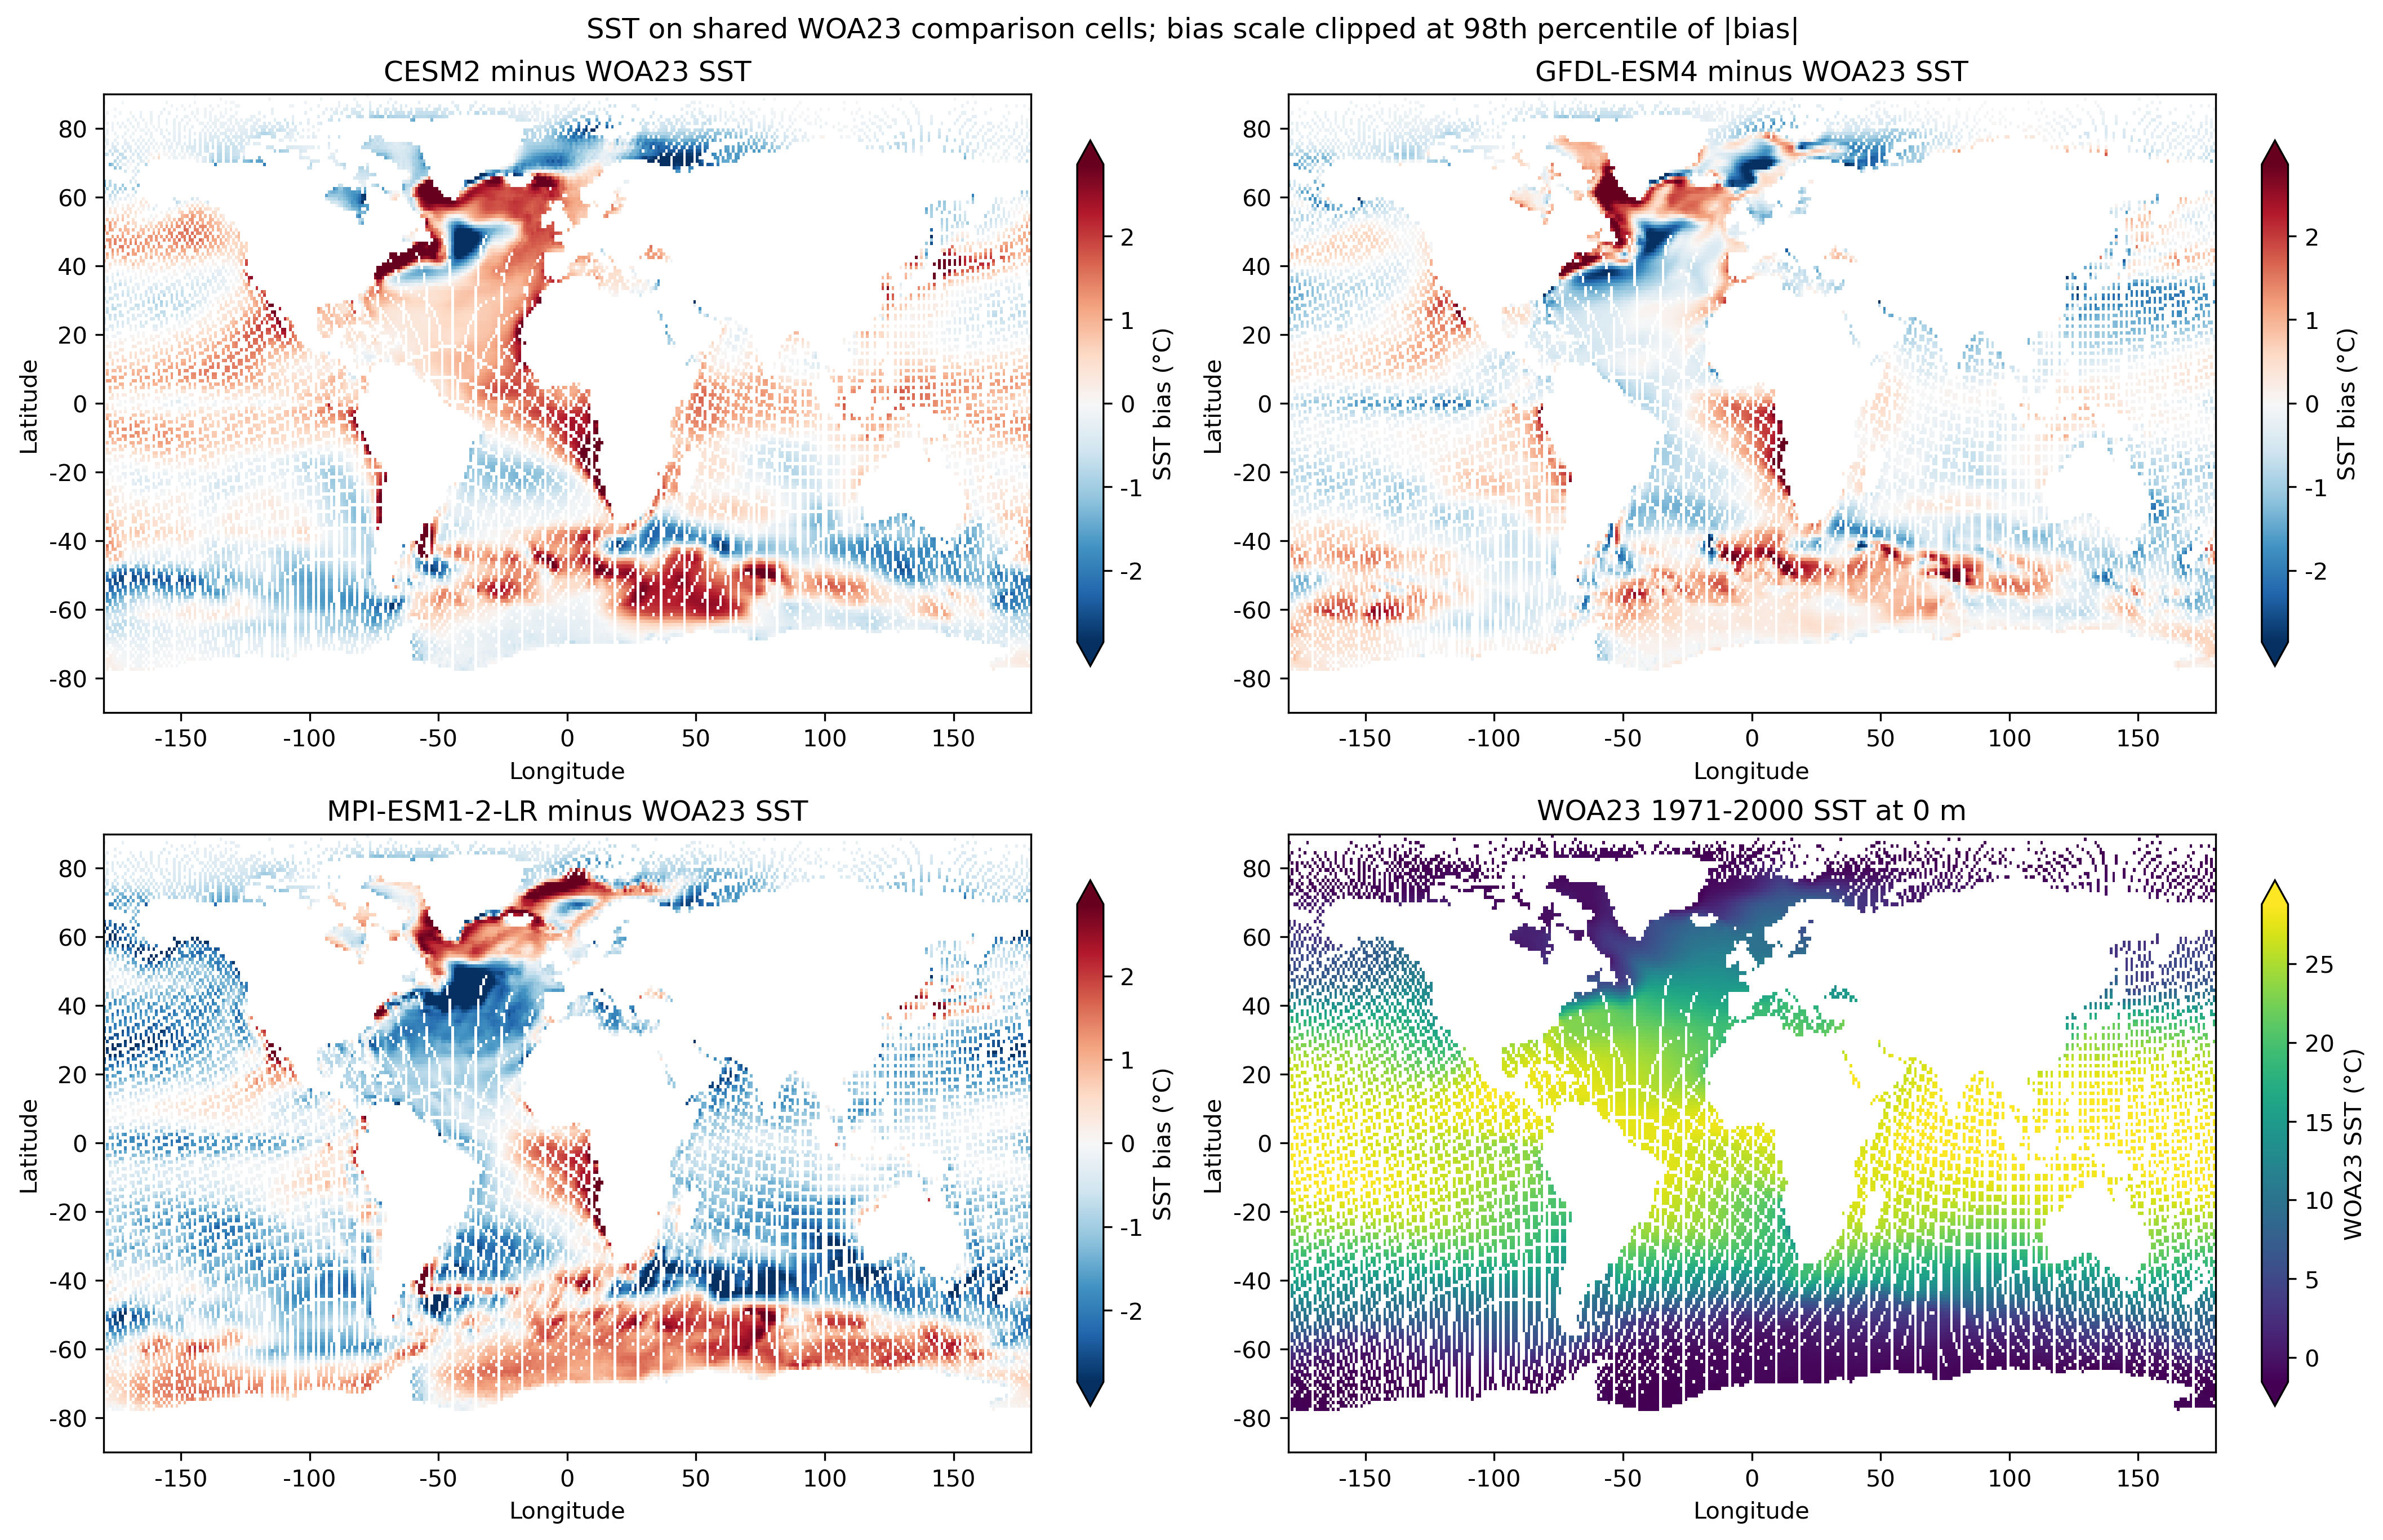 SST on shared WOA23 comparison cells; bias scale clipped at 98th percentile of |bias|
CESM2 minus WOA23 SST
80
60
40
20
0
-20
-40
-60
-80
Latitude
-150 -100 -50 0 50 100 150
Longitude
2
1
0
-1
-2
SST bias (°C)
GFDL-ESM4 minus WOA23 SST
80
60
40
20
0
-20
-40
-60
-80
Latitude
-150 -100 -50 0 50 100 150
Longitude
2
1
0
-1
-2
SST bias (°C)
MPI-ESM1-2-LR minus WOA23 SST
80
60
40
20
0
-20
-40
-60
-80
Latitude
-150 -100 -50 0 50 100 150
Longitude
2
1
0
-1
-2
SST bias (°C)
WOA23 1971-2000 SST at 0 m
80
60
40
20
0
-20
-40
-60
-80
Latitude
-150 -100 -50 0 50 100 150
Longitude
25
20
15
10
5
0
WOA23 SST (°C)